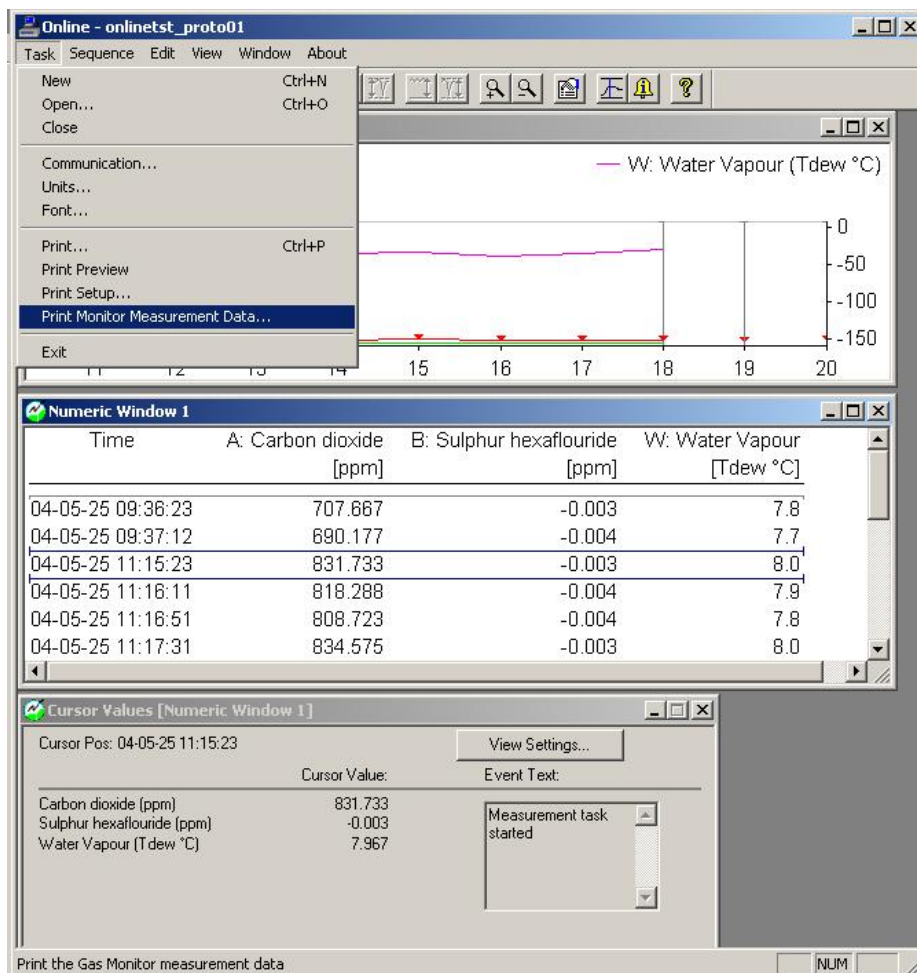 Online - onlinetst_proto01
Task Sequence Edit View Window About
New Ctrl+N
Open... Ctrl+O
Close
Communication...
Units...
Font...
Print... Ctrl+P
Print Preview
Print Setup...
Print Monitor Measurement Data...
Exit
W: Water Vapour (Tdew °C)
0
-50
-100
-150
15 16 17 18 19 20
Numeric Window 1
Time A: Carbon dioxide B: Sulphur hexaflouride W: Water Vapour
[ppm] [ppm] [Tdew °C]
04-05-25 09:36:23 707.667 -0.003 7.8
04-05-25 09:37:12 690.177 -0.004 7.7
04-05-25 11:15:23 831.733 -0.003 8.0
04-05-25 11:16:11 818.288 -0.004 7.9
04-05-25 11:16:51 808.723 -0.004 7.8
04-05-25 11:17:31 834.575 -0.003 8.0
Cursor Values [Numeric Window 1]
Cursor Pos: 04-05-25 11:15:23 View Settings...
Cursor Value: Event Text:
Carbon dioxide (ppm) 831.733
Sulphur hexaflouride (ppm) -0.003
Water Vapour (Tdew °C) 7.967
Measurement task
started
Print the Gas Monitor measurement data NUM